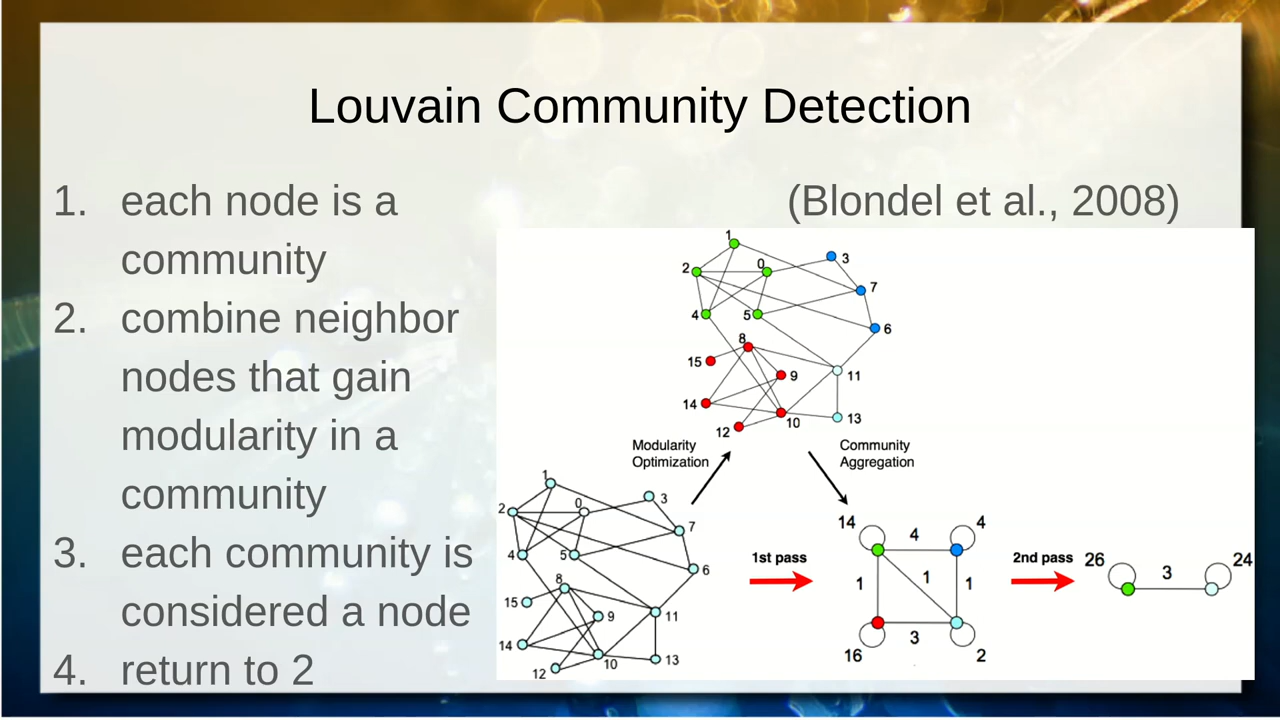 Louvain Community Detection
1. each node is a
community
2. combine neighbor
nodes that gain
modularity in a
community
3. each community is
considered a node
4. return to 2
(Blondel et al., 2008)
1
2
0
3
7
4
5
6
8
15
9
11
14
10
13
12
Modularity
Optimization
Community
Aggregation
1
2
0
3
7
4
5
6
8
15
9
11
14
10
13
12
1st pass
14
4
4
1
1
1
3
16
2
2nd pass
26
3
24